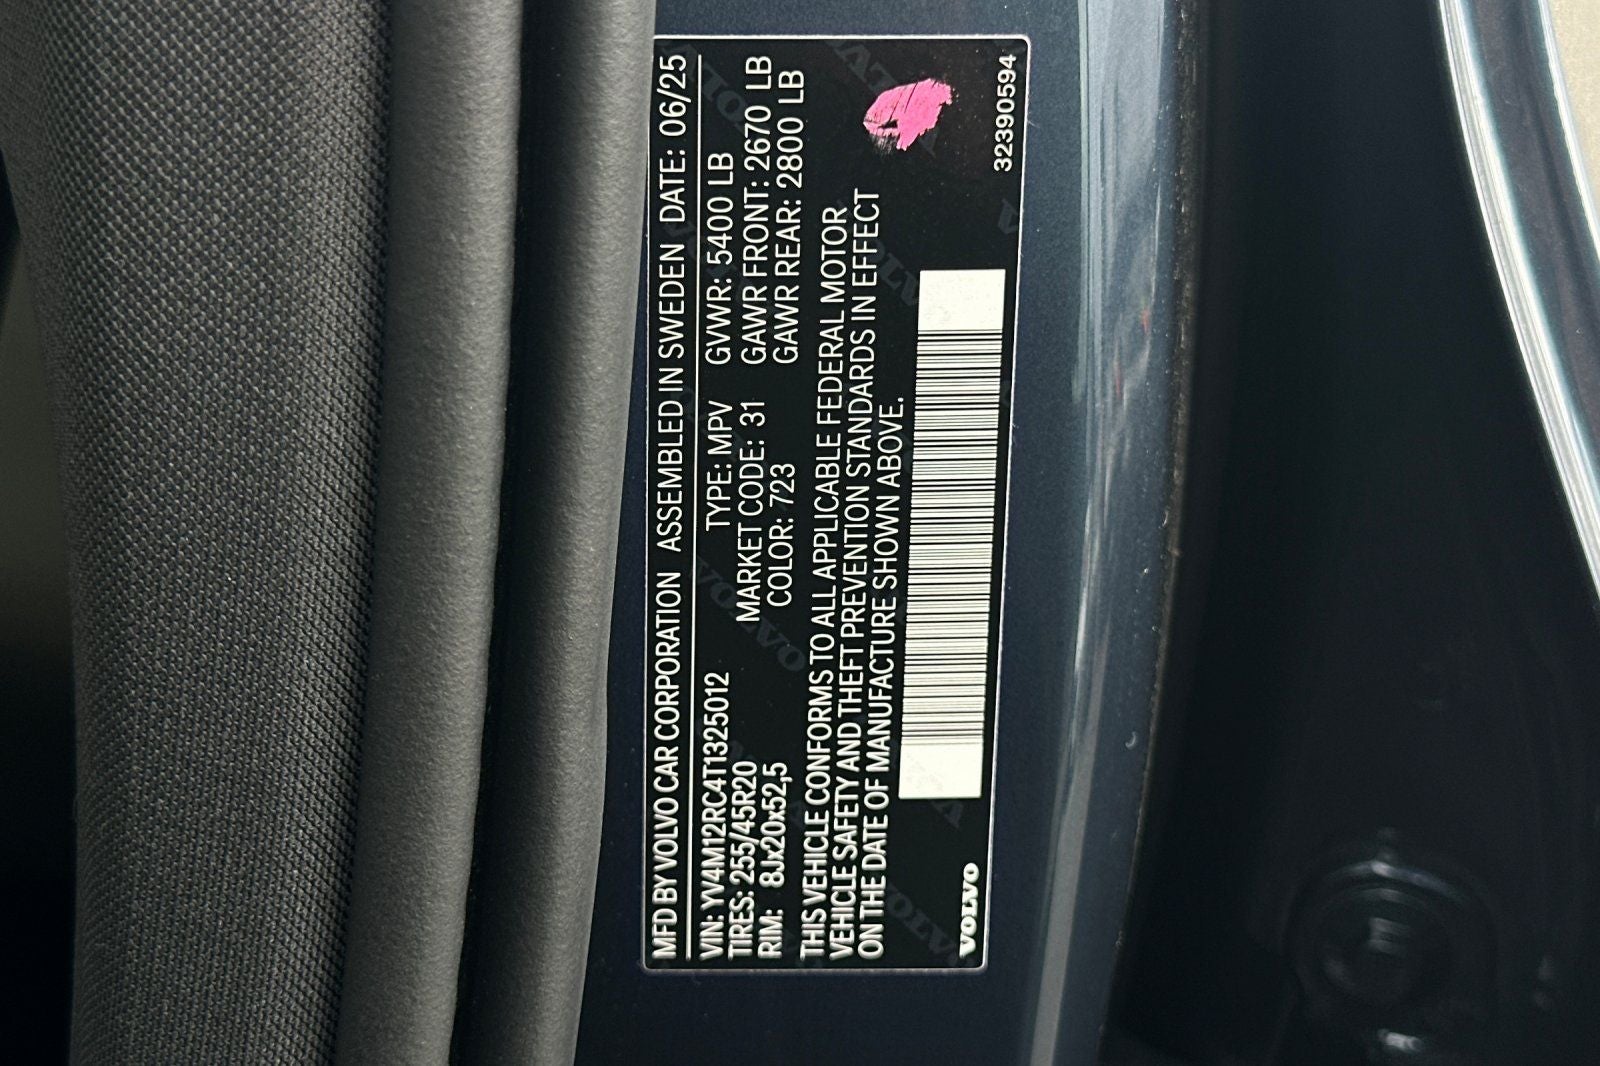 MFD BY VOLVO CAR CORPORATION ASSEMBLED IN SWEDEN DATE: 06/25
VIN: YV4M12RC4T1325012 TYPE: MPV GVWR: 5400 LB
TIRES: 255/45R20 MARKET CODE: 31 GAWR FRONT: 2670 LB
RIM: 8Jx20x52,5 COLOR: 723 GAWR REAR: 2800 LB
THIS VEHICLE CONFORMS TO ALL APPLICABLE FEDERAL MOTOR
VEHICLE SAFETY AND THEFT PREVENTION STANDARDS IN EFFECT
ON THE DATE OF MANUFACTURE SHOWN ABOVE.
VOLVO
32390594